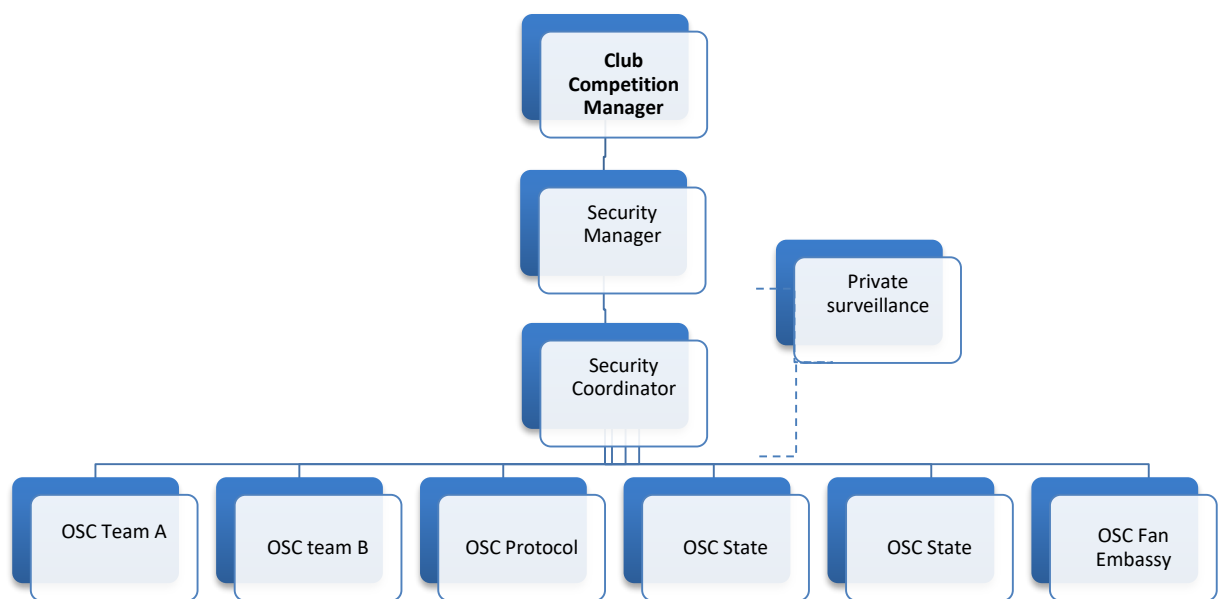 Club
Competition
Manager
Security
Manager
Private
surveillance
Security
Coordinator
OSC Team A
OSC team B
OSC Protocol
OSC State
OSC State
OSC Fan
Embassy